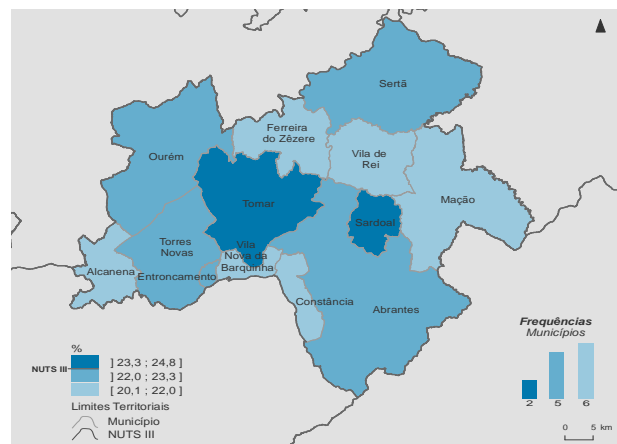 Sertã
Ferreira
do Zêzere
Vila de
Rei
Ourém
Mação
Tomar
Sardoal
Torres
Novas
Vila
Nova da
Barquinha
Alcanena
Entroncamento
Constância
Abrantes
%
NUTS III
] 23,3 ; 24,8 ]
] 22,0 ; 23,3 ]
[ 20,1 ; 22,0 ]
Limites Territoriais
Município
NUTS III
Frequências
Municípios
2 5 6
0 5 km